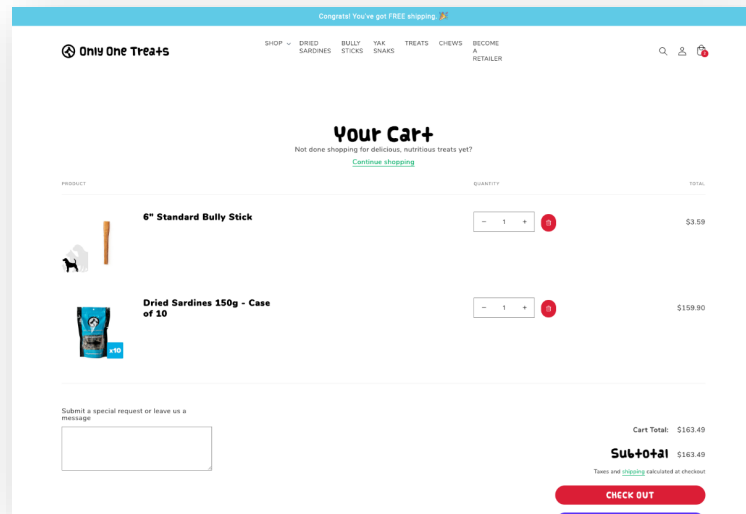 Congrats! You've got FREE shipping. 🎉
Only One Treats
SHOP
DRIED
SARDINES
BULLY
STICKS
YAK
SNAKS
TREATS
CHEWS
BECOME
A
RETAILER
Your Cart
Not done shopping for delicious, nutritious treats yet?
Continue shopping
PRODUCT
QUANTITY
TOTAL
6" Standard Bully Stick
− 1 +
$3.59
Dried Sardines 150g - Case
of 10
x10
− 1 +
$159.90
Submit a special request or leave us a
message
Cart Total: $163.49
Subtotal $163.49
Taxes and shipping calculated at checkout
CHECK OUT